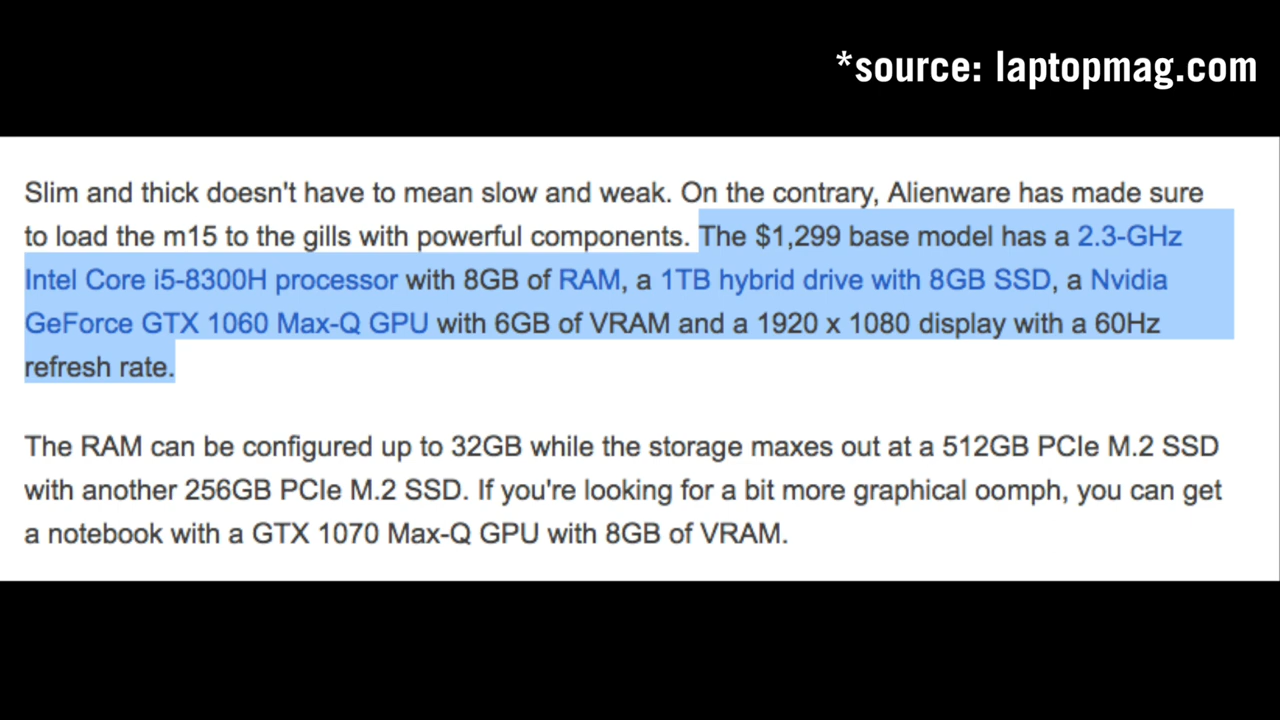 *source: laptopmag.com
Slim and thick doesn't have to mean slow and weak. On the contrary, Alienware has made sure
to load the m15 to the gills with powerful components. The $1,299 base model has a 2.3-GHz
Intel Core i5-8300H processor with 8GB of RAM, a 1TB hybrid drive with 8GB SSD, a Nvidia
GeForce GTX 1060 Max-Q GPU with 6GB of VRAM and a 1920 x 1080 display with a 60Hz
refresh rate.
The RAM can be configured up to 32GB while the storage maxes out at a 512GB PCIe M.2 SSD
with another 256GB PCIe M.2 SSD. If you're looking for a bit more graphical oomph, you can get
a notebook with a GTX 1070 Max-Q GPU with 8GB of VRAM.